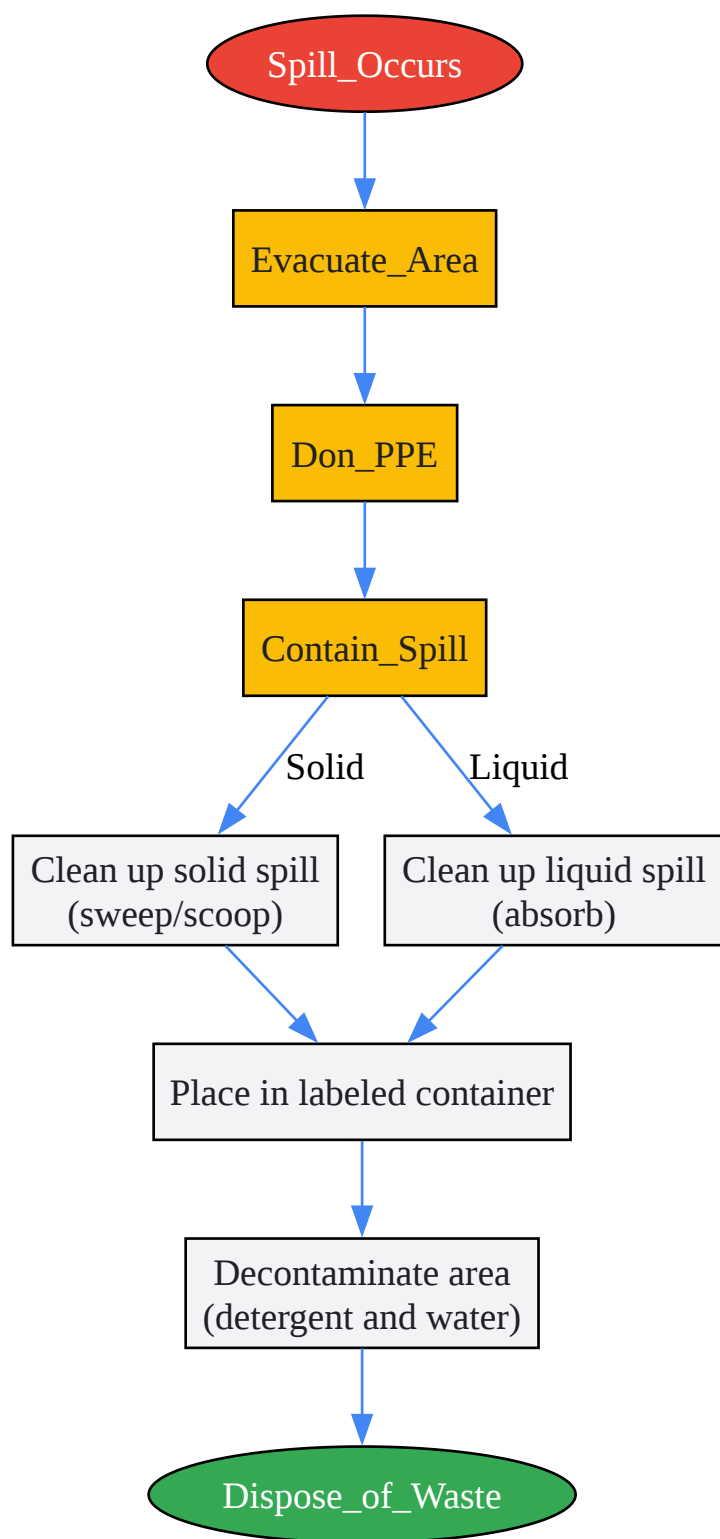 Spill_Occurs
Evacuate_Area
Don_PPE
Contain_Spill
Solid
Liquid
Clean up solid spill
(sweep/scoop)
Clean up liquid spill
(absorb)
Place in labeled container
Decontaminate area
(detergent and water)
Dispose_of_Waste